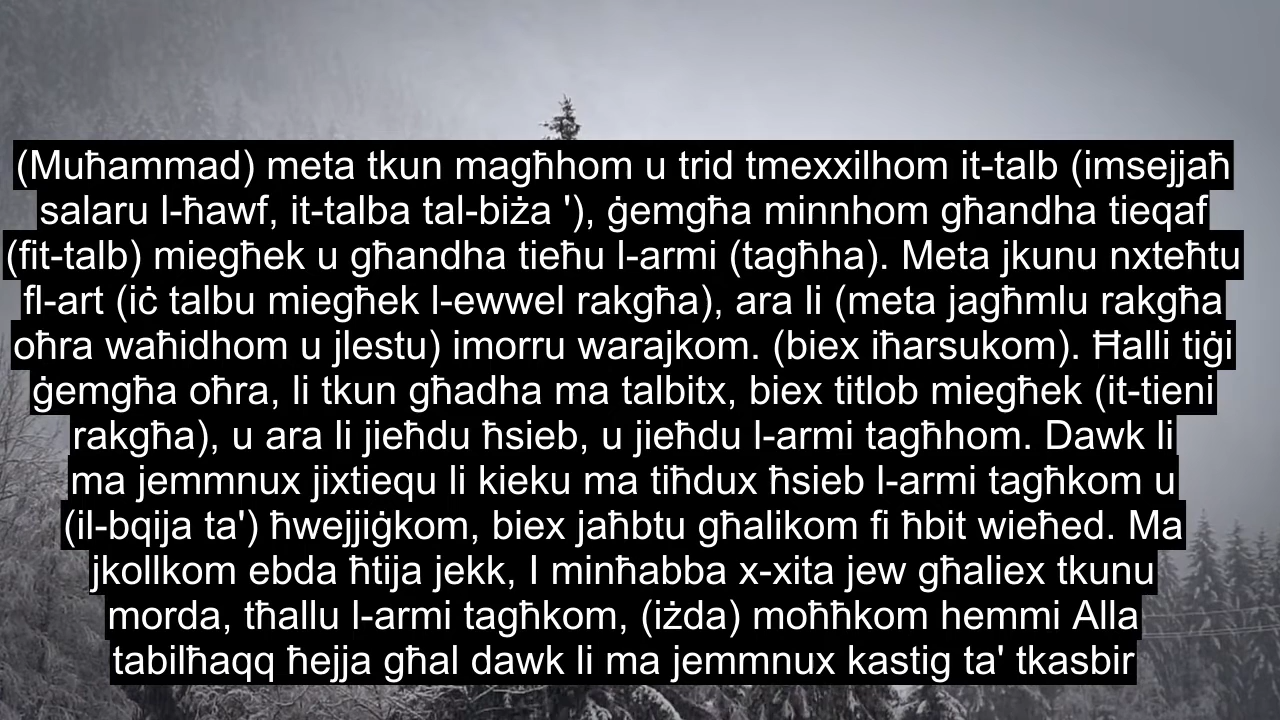 (Muħammad) meta tkun magħhom u trid tmexxilhom it-talb (imsejjaħ
salaru l-ħawf, it-talba tal-biża '), ġemgħa minnhom għandha tieqaf
(fit-talb) miegħek u għandha tieħu l-armi (tagħha). Meta jkunu nxteħtu
fl-art (iċ talbu miegħek l-ewwel rakgħa), ara li (meta jagħmlu rakgħa
oħra waħidhom u jlestu) imorru warajkom. (biex iħarsukom). Ħalli tiġi
ġemgħa oħra, li tkun għadha ma talbitx, biex titlob miegħek (it-tieni
rakgħa), u ara li jieħdu ħsieb, u jieħdu l-armi tagħhom. Dawk li
ma jemmnux jixtiequ li kieku ma tiħdux ħsieb l-armi tagħkom u
(il-bqija ta') ħwejjiġkom, biex jaħbtu għalikom fi ħbit wieħed. Ma
jkollkom ebda ħtija jekk, I minħabba x-xita jew għaliex tkunu
morda, tħallu l-armi tagħkom, (iżda) moħħkom hemmi Alla
tabilħaqq ħejja għal dawk li ma jemmnux kastig ta' tkasbir